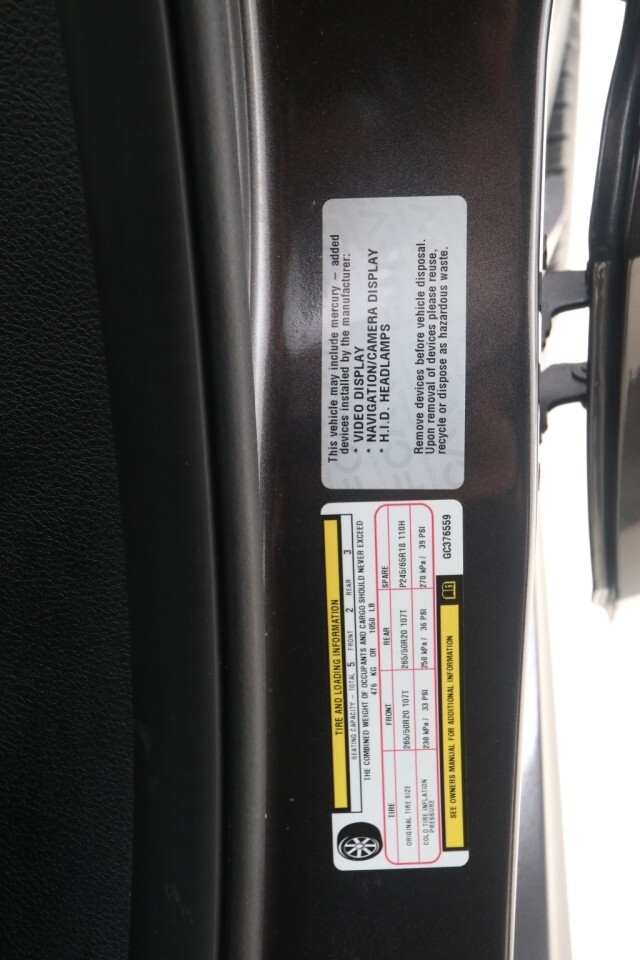 This vehicle may include mercury – added
devices installed by the manufacturer:
* VIDEO DISPLAY
* NAVIGATION/CAMERA DISPLAY
* H.I.D. HEADLAMPS
Remove devices before vehicle disposal.
Upon removal of devices please reuse,
recycle or dispose as hazardous waste.
TIRE AND LOADING INFORMATION
SEATING CAPACITY - TOTAL 5 FRONT 2 REAR 3
THE COMBINED WEIGHT OF OCCUPANTS AND CARGO SHOULD NEVER EXCEED
476 KG OR 1050 LB
TIRE FRONT REAR SPARE
ORIGINAL TIRE SIZE 265/50R20 107T 265/50R20 107T P245/65R18 110H
COLD TIRE INFLATION PRESSURE 230 kPa / 33 PSI 250 kPa / 36 PSI 270 kPa / 39 PSI
SEE OWNERS MANUAL FOR ADDITIONAL INFORMATION
GC376559